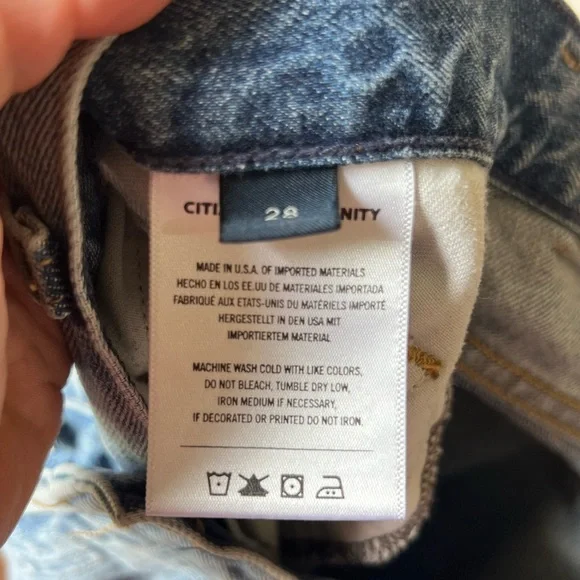 CITI 28 NITY
MADE IN U.S.A. OF IMPORTED MATERIALS
HECHO EN LOS EE.UU DE MATERIALES IMPORTADA
FABRIQUÉ AUX ETATS-UNIS DU MATÉRIELS IMPORTÉ
HERGESTELLT IN DEN USA MIT
IMPORTIERTEM MATERIAL
MACHINE WASH COLD WITH LIKE COLORS,
DO NOT BLEACH, TUMBLE DRY LOW,
IRON MEDIUM IF NECESSARY,
IF DECORATED OR PRINTED DO NOT IRON.